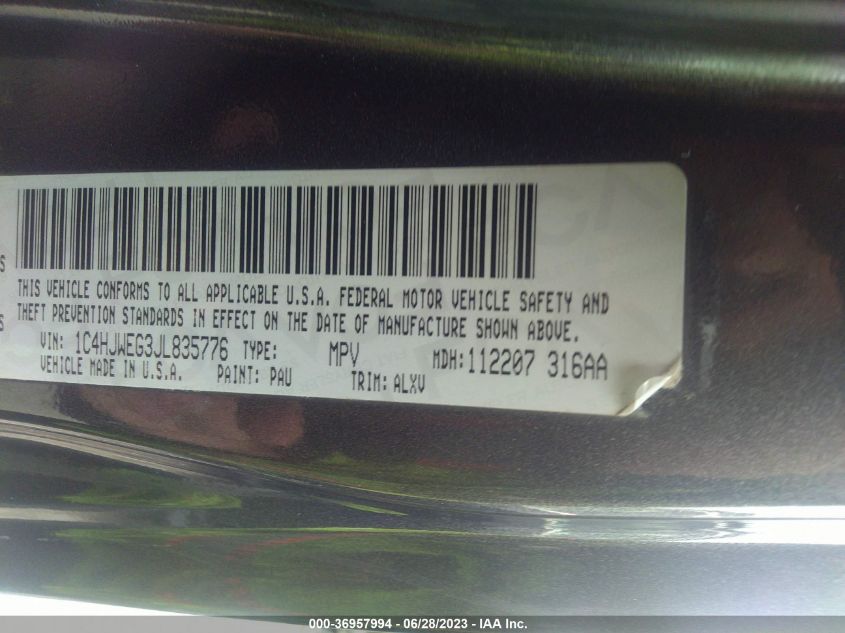 S
THIS VEHICLE CONFORMS TO ALL APPLICABLE U.S.A. FEDERAL MOTOR VEHICLE SAFETY AND
S
THEFT PREVENTION STANDARDS IN EFFECT ON THE DATE OF MANUFACTURE SHOWN ABOVE.
VIN: 1C4HJWEG3JL835776 TYPE: MPV MDH:112207 316AA
VEHICLE MADE IN U.S.A. PAINT: PAU TRIM: ALXV
000-36957994 - 06/28/2023 - IAA Inc.